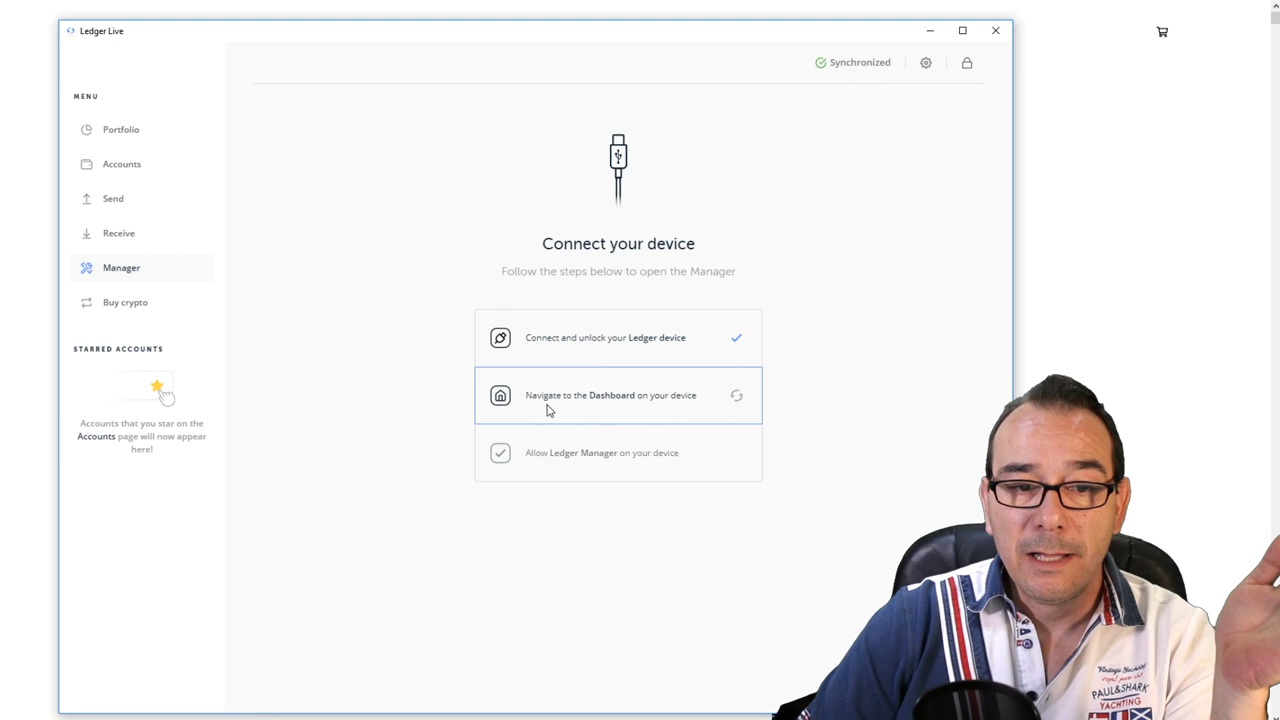 Ledger Live
Synchronized
MENU
Portfolio
Accounts
Send
Receive
Manager
Buy crypto
STARRED ACCOUNTS
Accounts that you star on the
Accounts page will now appear
here!
Connect your device
Follow the steps below to open the Manager
Connect and unlock your Ledger device
Navigate to the Dashboard on your device
Allow Ledger Manager on your device
Vintage Yachting
PAUL&SHARK
YACHTING